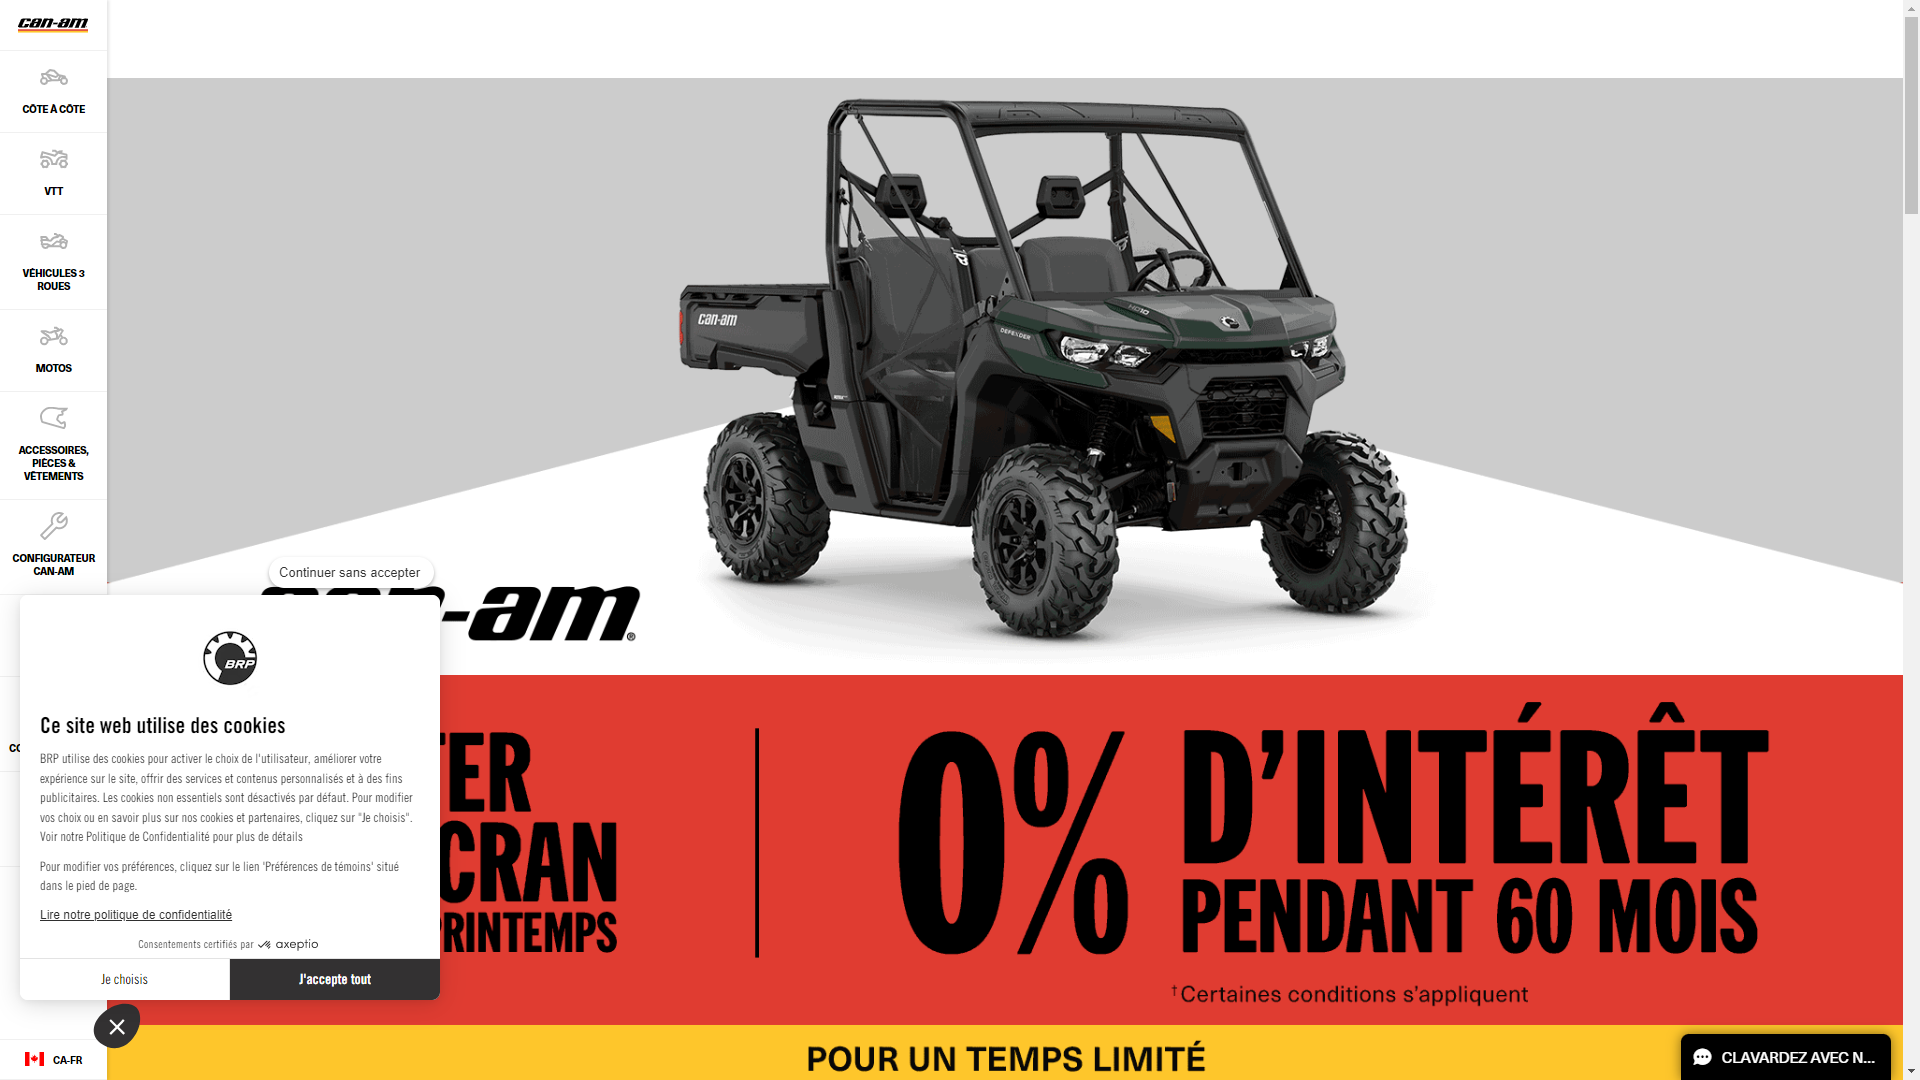 can-am
CÔTE À CÔTE
VTT
VÉHICULES 3
ROUES
MOTOS
ACCESSOIRES,
PIÈCES &
VÊTEMENTS
CONFIGURATEUR
CAN-AM
CO
CA-FR
can-am
DEFENDER
HD10
Continuer sans accepter
-am®
BRP
Ce site web utilise des cookies
BRP utilise des cookies pour activer le choix de l'utilisateur, améliorer votre
expérience sur le site, offrir des services et contenus personnalisés et à des fins
publicitaires. Les cookies non essentiels sont désactivés par défaut. Pour modifier
vos choix ou en savoir plus sur nos cookies et partenaires, cliquez sur "Je choisis".
Voir notre Politique de Confidentialité pour plus de détails
Pour modifier vos préférences, cliquez sur le lien 'Préférences de témoins' situé
dans le pied de page.
Lire notre politique de confidentialité
Consentements certifiés par axeptio
Je choisis
J'accepte tout
TER
CRAN
PRINTEMPS
0% D'INTÉRÊT
PENDANT 60 MOIS
†Certaines conditions s'appliquent
POUR UN TEMPS LIMITÉ
CLAVARDEZ AVEC N...